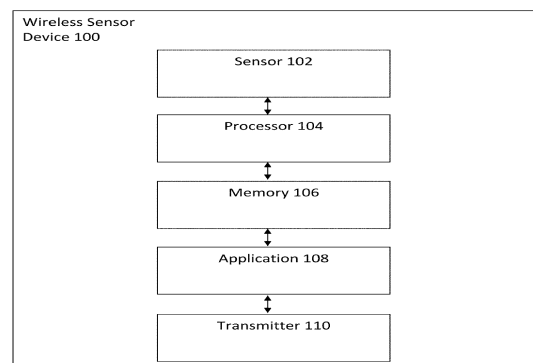 Wireless Sensor
Device 100
Sensor 102
Processor 104
Memory 106
Application 108
Transmitter 110